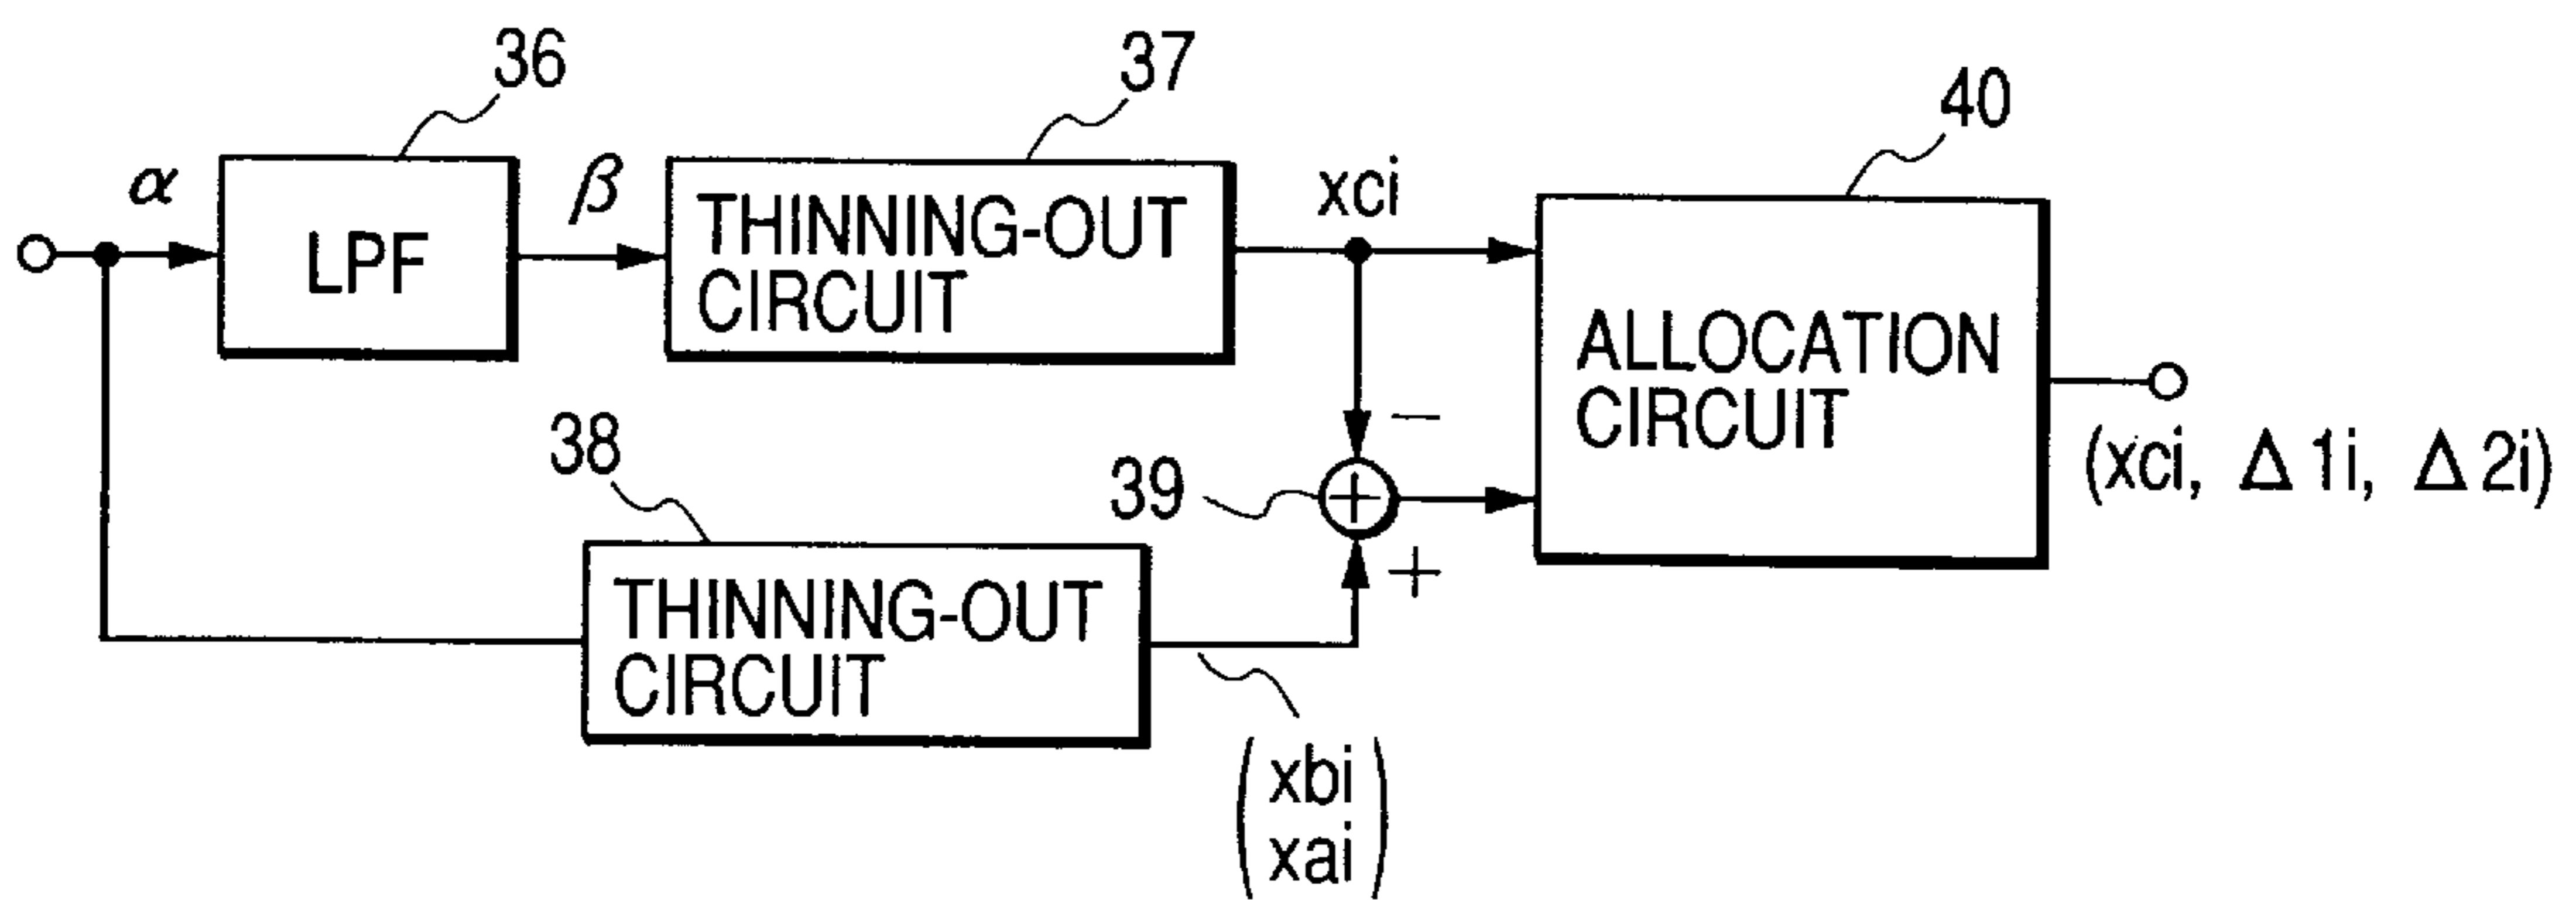 36
37
40
α
β
xci
LPF
THINNING-OUT
CIRCUIT
ALLOCATION
CIRCUIT
−
39
+
+
38
THINNING-OUT
CIRCUIT
(xci, Δ1i, Δ2i)
(xbi
xai)